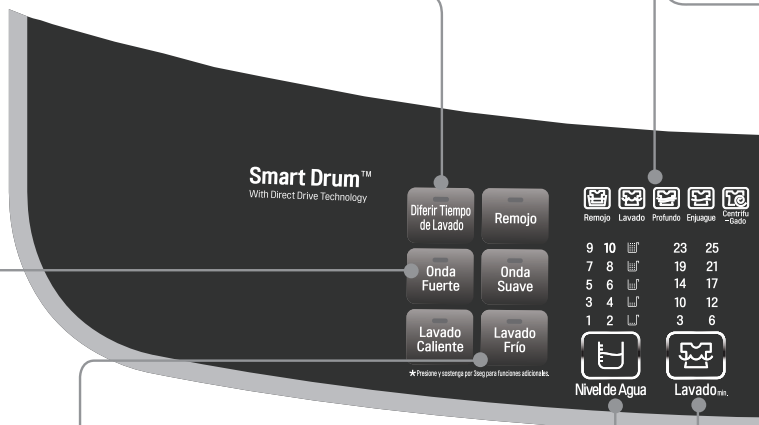 Smart Drum™
With Direct Drive Technology
Diferir Tiempo
de Lavado
Remojo
Onda
Fuerte
Onda
Suave
Lavado
Caliente
Lavado
Frío
★Presione y sostenga por 3seg para funciones adicionales.
Remojo Lavado Profundo Enjuague Centrifu
-Gado
9 10 23 25
7 8 19 21
5 6 14 17
3 4 10 12
1 2 3 6
Nivel de Agua
Lavado min.